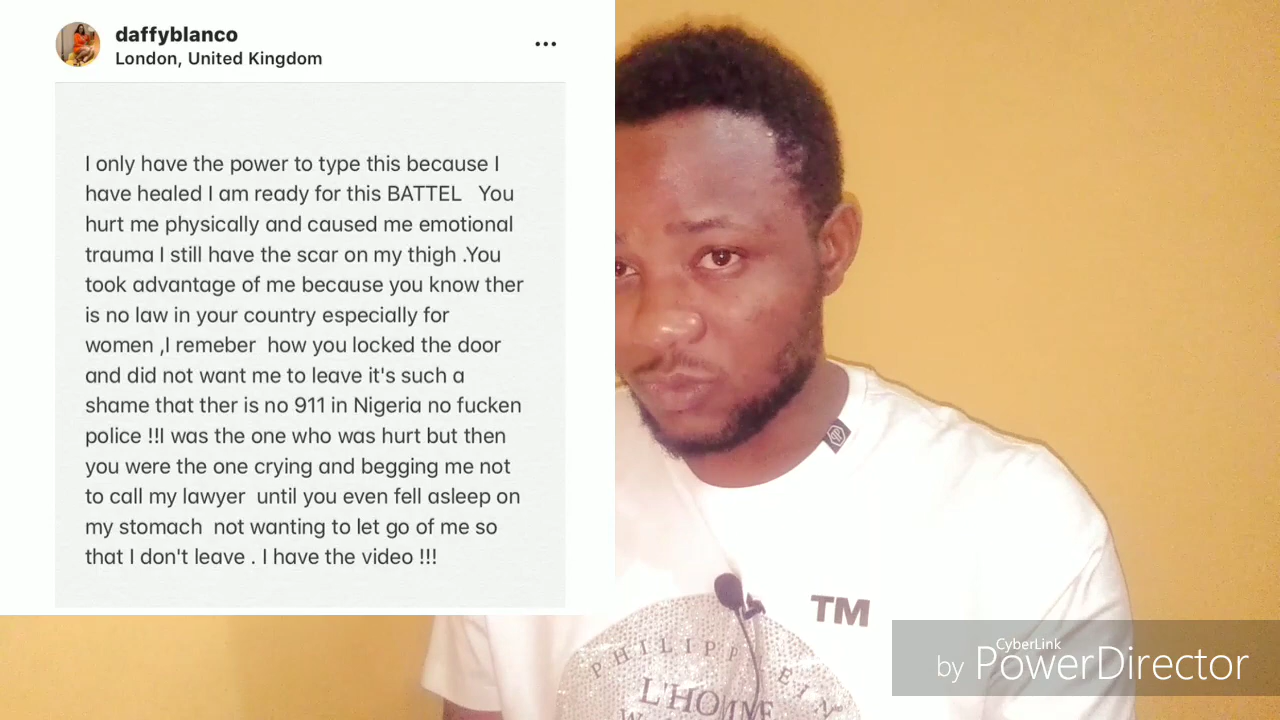 daffyblanco
London, United Kingdom
I only have the power to type this because I
have healed I am ready for this BATTEL You
hurt me physically and caused me emotional
trauma I still have the scar on my thigh .You
took advantage of me because you know ther
is no law in your country especially for
women ,I remeber how you locked the door
and did not want me to leave it's such a
shame that ther is no 911 in Nigeria no fucken
police !!I was the one who was hurt but then
you were the one crying and begging me not
to call my lawyer until you even fell asleep on
my stomach not wanting to let go of me so
that I don't leave . I have the video !!!
TM
PHILIPP
L'HOMME
CyberLink
by PowerDirector